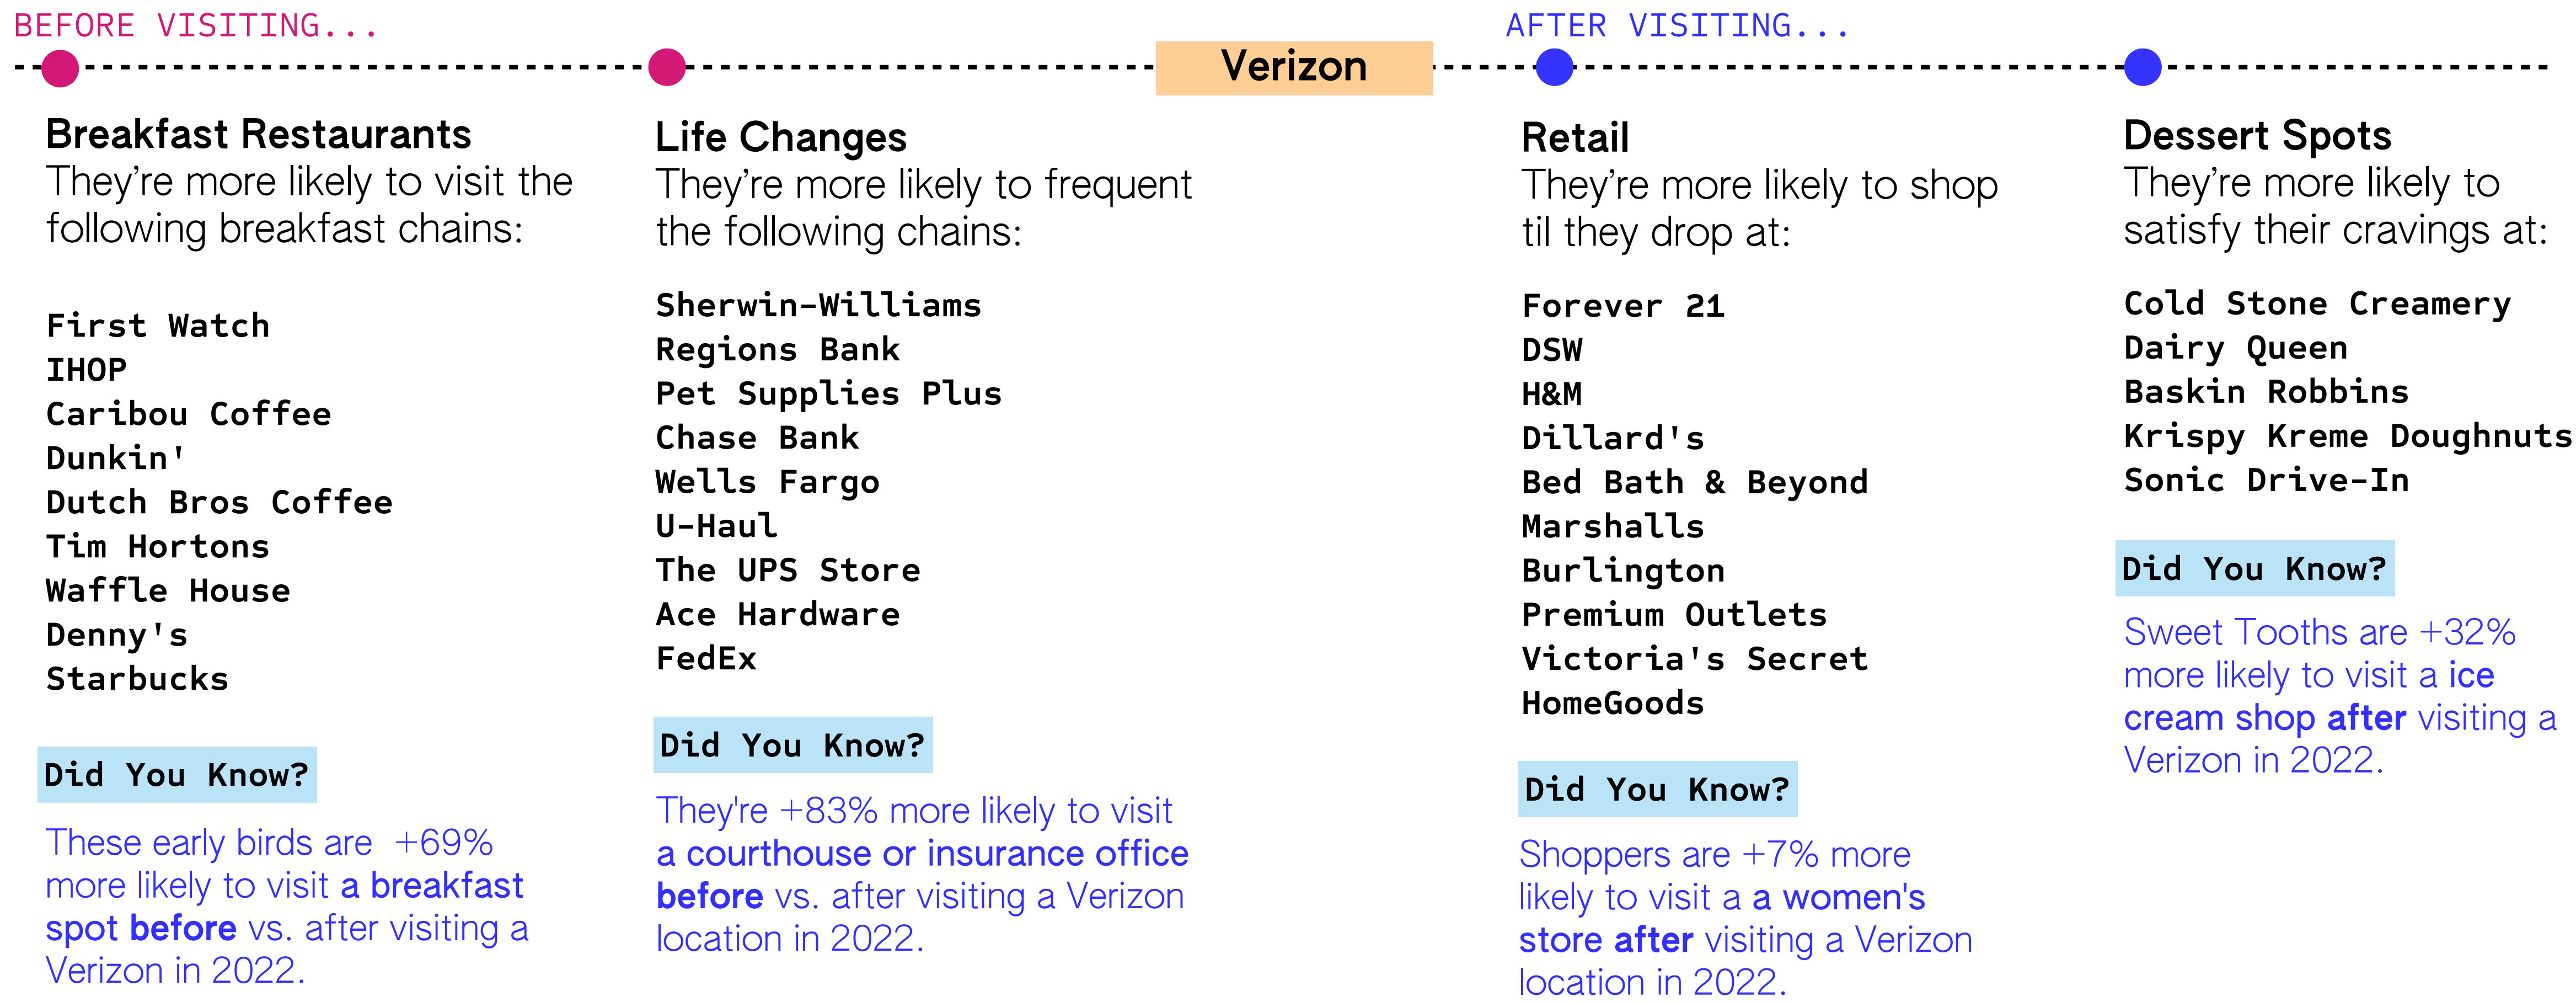 BEFORE VISITING...
Verizon
AFTER VISITING...
Breakfast Restaurants
They're more likely to visit the
following breakfast chains:
First Watch
IHOP
Caribou Coffee
Dunkin'
Dutch Bros Coffee
Tim Hortons
Waffle House
Denny's
Starbucks
Did You Know?
These early birds are +69%
more likely to visit a breakfast
spot before vs. after visiting a
Verizon in 2022.
Life Changes
They're more likely to frequent
the following chains:
Sherwin-Williams
Regions Bank
Pet Supplies Plus
Chase Bank
Wells Fargo
U-Haul
The UPS Store
Ace Hardware
FedEx
Did You Know?
They're +83% more likely to visit
a courthouse or insurance office
before vs. after visiting a Verizon
location in 2022.
Retail
They're more likely to shop
til they drop at:
Forever 21
DSW
H&M
Dillard's
Bed Bath & Beyond
Marshalls
Burlington
Premium Outlets
Victoria's Secret
HomeGoods
Did You Know?
Shoppers are +7% more
likely to visit a a women's
store after visiting a Verizon
location in 2022.
Dessert Spots
They're more likely to
satisfy their cravings at:
Cold Stone Creamery
Dairy Queen
Baskin Robbins
Krispy Kreme Doughnuts
Sonic Drive-In
Did You Know?
Sweet Tooths are +32%
more likely to visit a ice
cream shop after visiting a
Verizon in 2022.